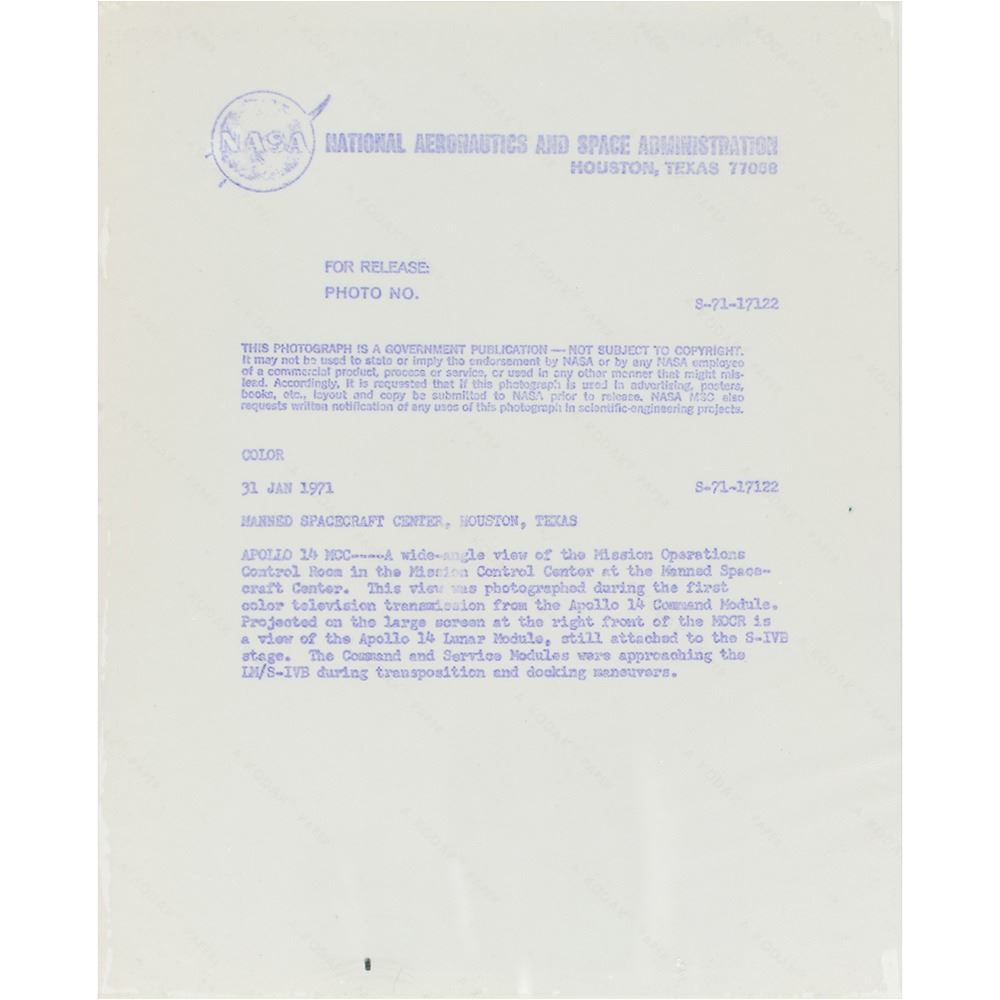 NASA
NATIONAL AERONAUTICS AND SPACE ADMINISTRATION
HOUSTON, TEXAS 77058
FOR RELEASE:
PHOTO NO.
S-71-17122
THIS PHOTOGRAPH IS A GOVERNMENT PUBLICATION — NOT SUBJECT TO COPYRIGHT.
It may not be used to state or imply the endorsement by NASA or by any NASA employee
of a commercial product, process or service, or used in any other manner that might mis-
lead. Accordingly, it is requested that if this photograph is used in advertising, posters,
books, etc., layout and copy be submitted to NASA prior to release. NASA MSC also
requests written notification of any uses of this photograph in scientific-engineering projects.
COLOR
31 JAN 1971
S-71-17122
MANNED SPACECRAFT CENTER, HOUSTON, TEXAS
APOLLO 14 MCC----A wide-angle view of the Mission Operations
Control Room in the Mission Control Center at the Manned Space-
craft Center. This view was photographed during the first
color television transmission from the Apollo 14 Command Module.
Projected on the large screen at the right front of the MOCR is
a view of the Apollo 14 Lunar Module, still attached to the S-IVB
stage. The Command and Service Modules were approaching the
LM/S-IVB during transposition and docking maneuvers.